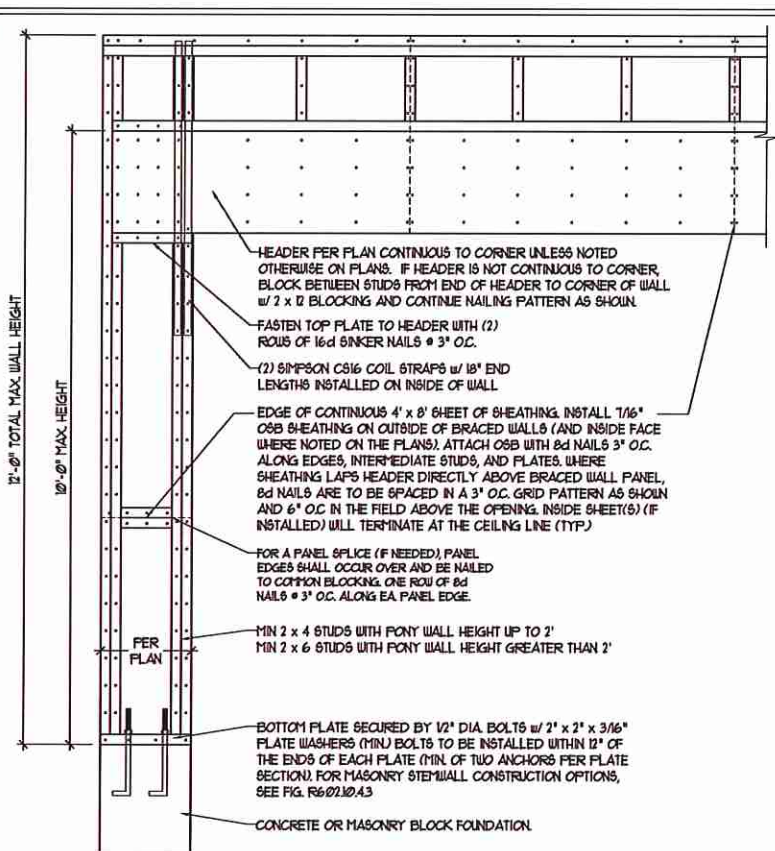 HEADER PER PLAN CONTINUOUS TO CORNER UNLESS NOTED
OTHERWISE ON PLANS. IF HEADER IS NOT CONTINUOUS TO CORNER,
BLOCK BETWEEN STUDS FROM END OF HEADER TO CORNER OF WALL
w/ 2 x 12 BLOCKING AND CONTINUE NAILING PATTERN AS SHOWN.
FASTEN TOP PLATE TO HEADER WITH (2)
ROWS OF 16d SINKER NAILS @ 3" O.C.
(2) SIMPSON CS16 COIL STRAPS w/ 18" END
LENGTHS INSTALLED ON INSIDE OF WALL
EDGE OF CONTINUOUS 4' x 8' SHEET OF SHEATHING. INSTALL 7/16"
OSB SHEATHING ON OUTSIDE OF BRACED WALLS (AND INSIDE FACE
WHERE NOTED ON THE PLANS). ATTACH OSB WITH 8d NAILS 3" O.C.
ALONG EDGES, INTERMEDIATE STUDS, AND PLATES. WHERE
SHEATHING LAPS HEADER DIRECTLY ABOVE BRACED WALL PANEL,
8d NAILS ARE TO BE SPACED IN A 3" O.C. GRID PATTERN AS SHOWN
AND 6" O.C IN THE FIELD ABOVE THE OPENING. INSIDE SHEET(S) (IF
INSTALLED) WILL TERMINATE AT THE CEILING LINE (TYP.)
FOR A PANEL SPLICE (IF NEEDED), PANEL
EDGES SHALL OCCUR OVER AND BE NAILED
TO COMMON BLOCKING. ONE ROW OF 8d
NAILS @ 3" O.C. ALONG EA. PANEL EDGE.
MIN 2 x 4 STUDS WITH PONY WALL HEIGHT UP TO 2'
MIN 2 x 6 STUDS WITH PONY WALL HEIGHT GREATER THAN 2'
PER
PLAN
BOTTOM PLATE SECURED BY 1/2" DIA. BOLTS w/ 2" x 2" x 3/16"
PLATE WASHERS (MIN.) BOLTS TO BE INSTALLED WITHIN 12" OF
THE ENDS OF EACH PLATE (MIN. OF TWO ANCHORS PER PLATE
SECTION). FOR MASONRY STEMWALL CONSTRUCTION OPTIONS,
SEE FIG. R602.10.4.3
CONCRETE OR MASONRY BLOCK FOUNDATION.
12'-0" TOTAL MAX. WALL HEIGHT
10'-0" MAX. HEIGHT